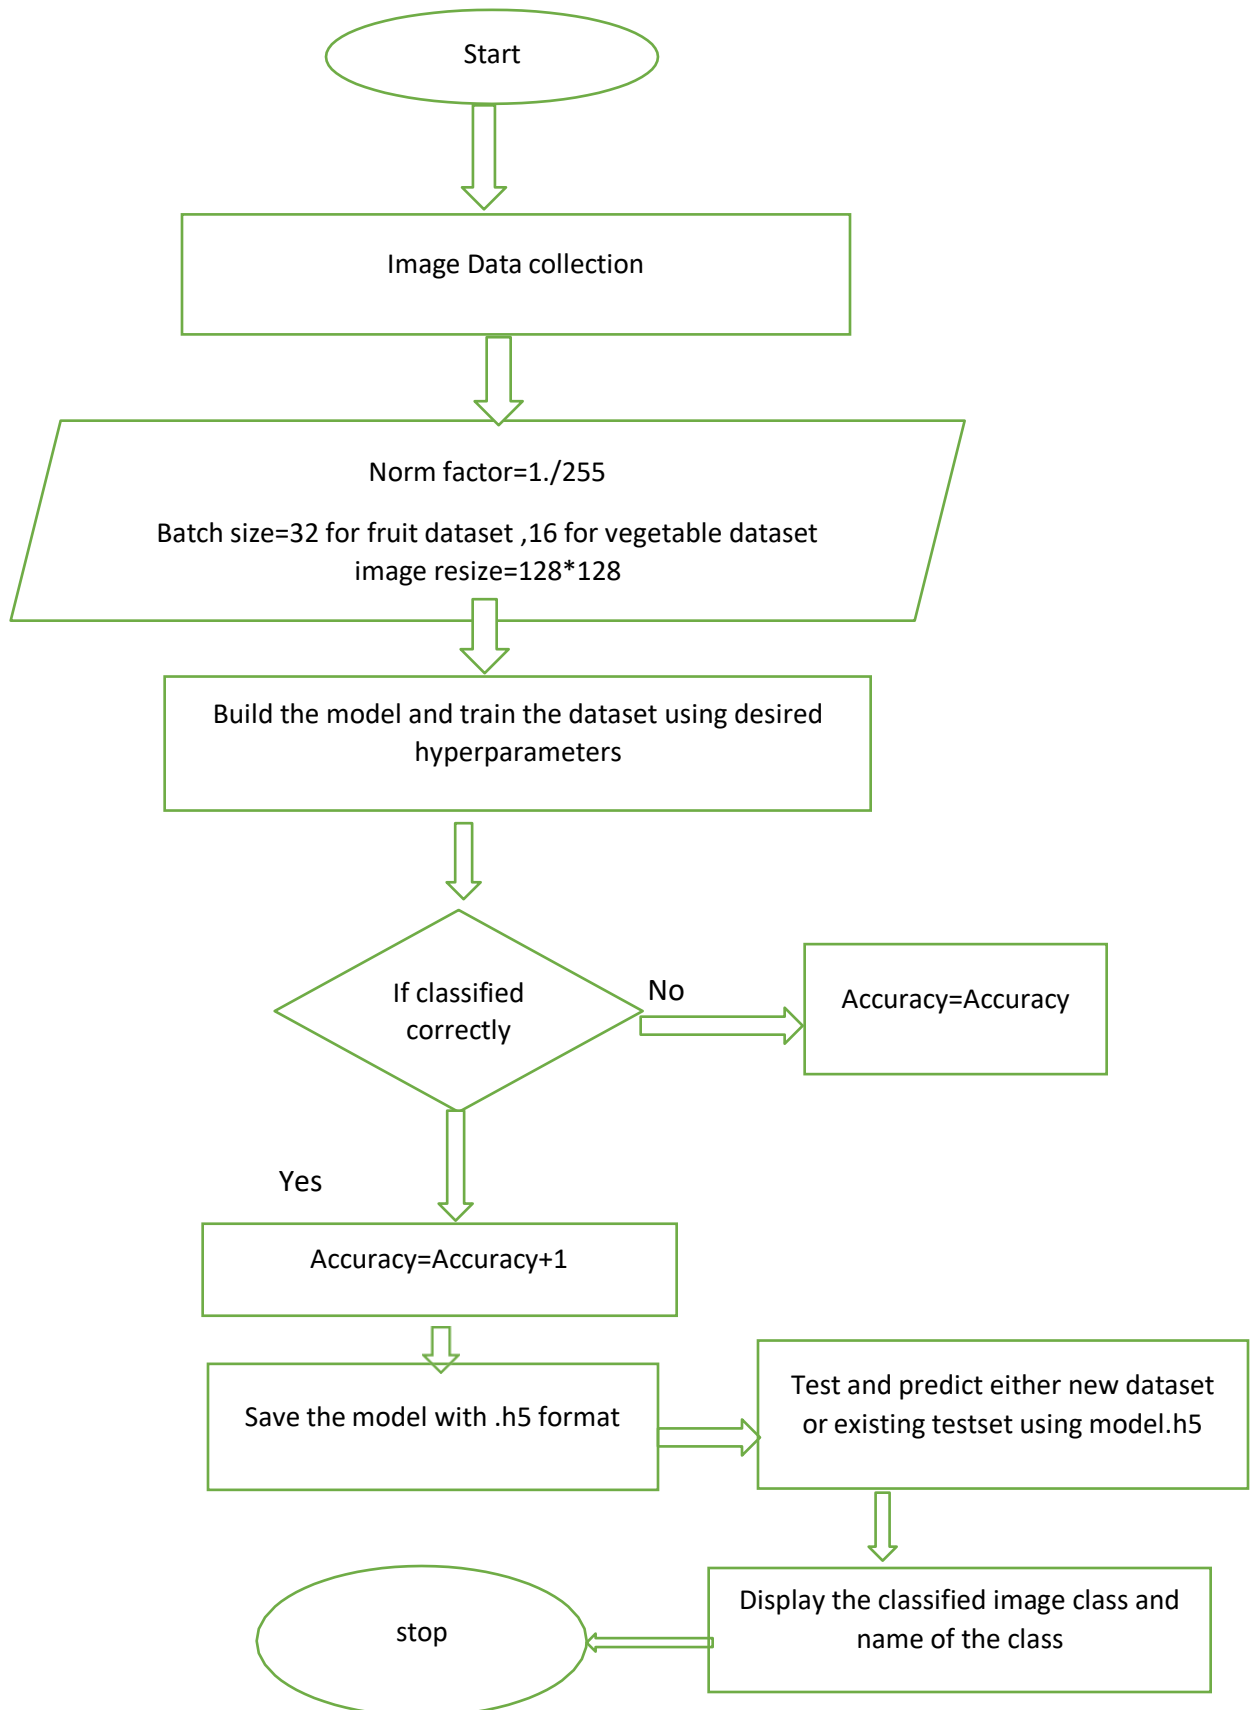 Start
Image Data collection
Norm factor=1./255
Batch size=32 for fruit dataset ,16 for vegetable dataset
image resize=128*128
Build the model and train the dataset using desired
hyperparameters
If classified
correctly
No
Accuracy=Accuracy
Yes
Accuracy=Accuracy+1
Save the model with .h5 format
Test and predict either new dataset
or existing testset using model.h5
Display the classified image class and
name of the class
stop